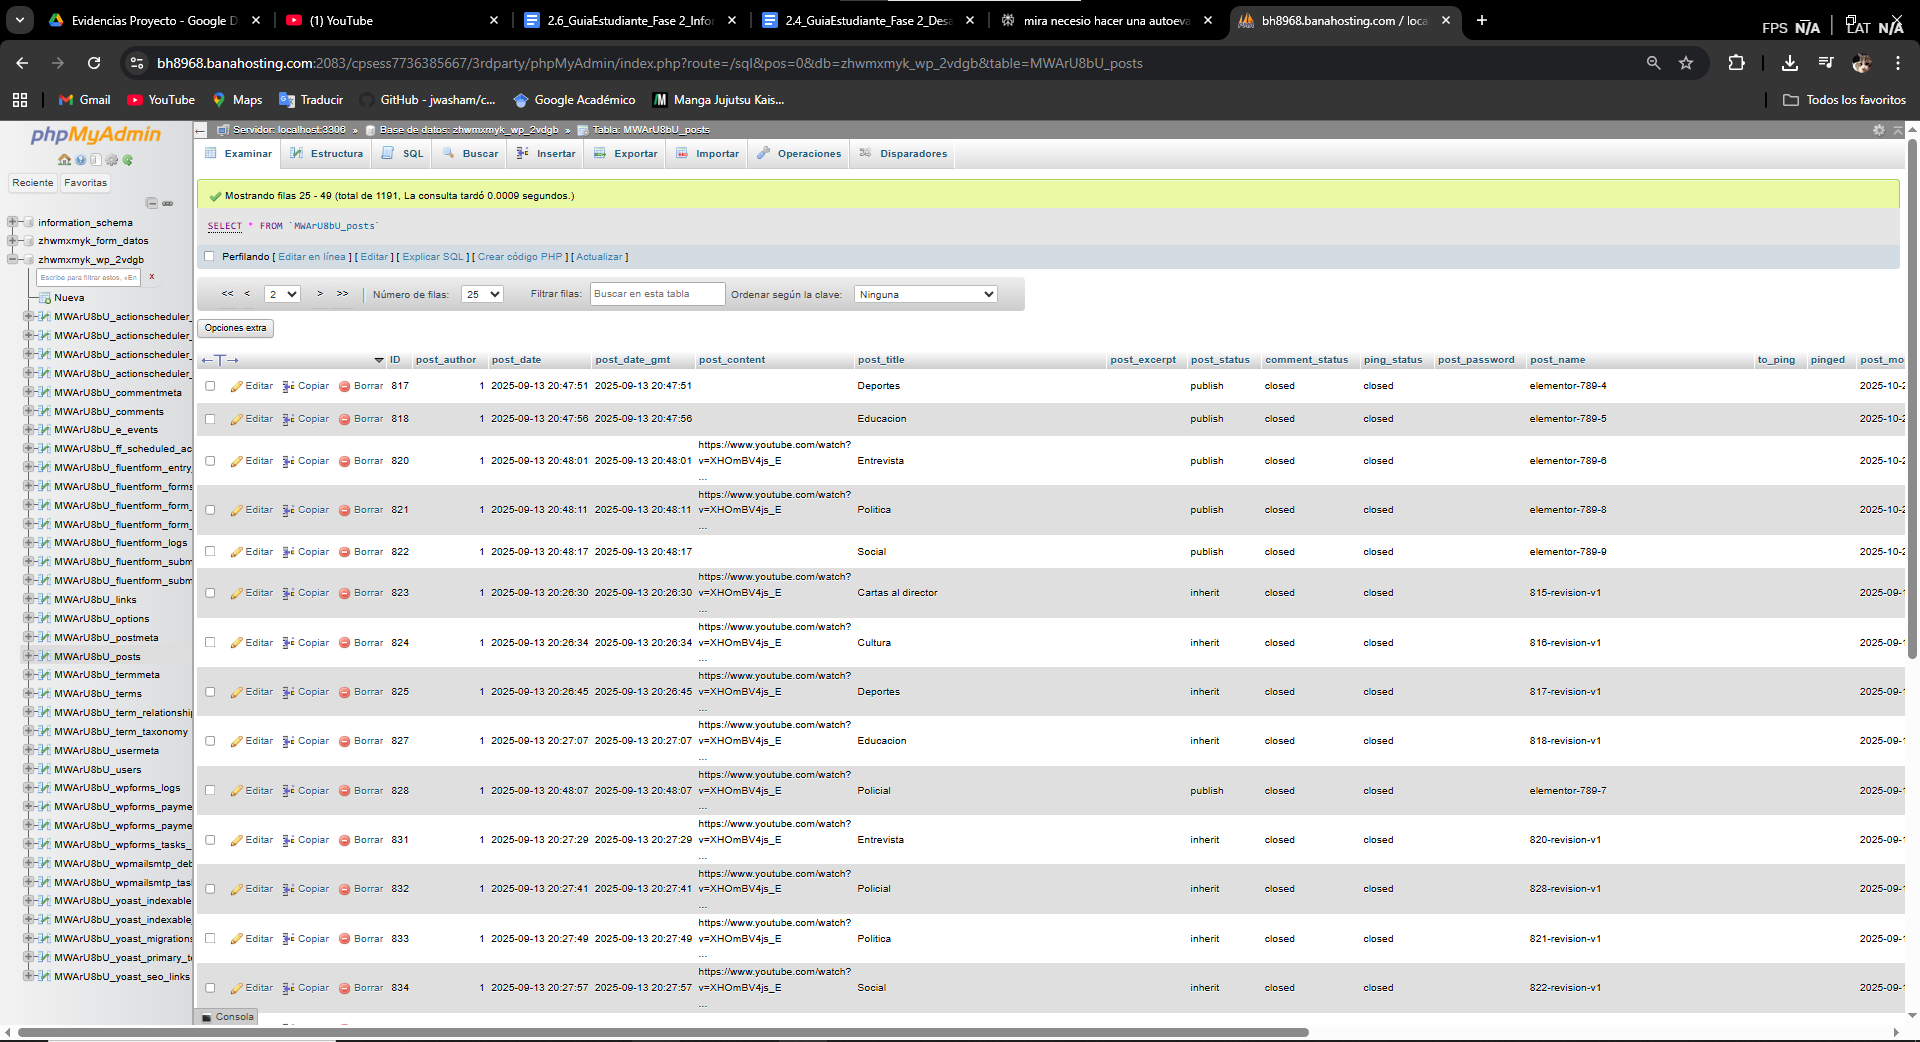 Evidencias Proyecto - Google D
(1) YouTube
2.6_GuiaEstudiante_Fase 2_Info
2.4_GuiaEstudiante_Fase 2_Desa
mira necesio hacer una autoeva
bh8968.banahosting.com / loca
FPS N/A | LAT N/A
bh8968.banahosting.com:2083/cpsess7736385667/3rdparty/phpMyAdmin/index.php?route=/sql&pos=0&db=zhwmxmyk_wp_2vdgb&table=MWArU8bU_posts
Gmail YouTube Maps Traducir GitHub - jwasham/c... Google Académico Manga Jujutsu Kais... Todos los favoritos
phpMyAdmin
Reciente Favoritas
information_schema
zhwmxmyk_form_datos
zhwmxmyk_wp_2vdgb
Escribe para filtrar estos, «En X
Nueva
MWArU8bU_actionscheduler_
MWArU8bU_actionscheduler_
MWArU8bU_actionscheduler_
MWArU8bU_actionscheduler_
MWArU8bU_commentmeta
MWArU8bU_comments
MWArU8bU_e_events
MWArU8bU_ff_scheduled_ac
MWArU8bU_fluentform_entry
MWArU8bU_fluentform_forms
MWArU8bU_fluentform_form_
MWArU8bU_fluentform_form_
MWArU8bU_fluentform_logs
MWArU8bU_fluentform_subm
MWArU8bU_fluentform_subm
MWArU8bU_links
MWArU8bU_options
MWArU8bU_postmeta
MWArU8bU_posts
MWArU8bU_termmeta
MWArU8bU_terms
MWArU8bU_term_relationshi
MWArU8bU_term_taxonomy
MWArU8bU_usermeta
MWArU8bU_users
MWArU8bU_wpforms_logs
MWArU8bU_wpforms_payme
MWArU8bU_wpforms_payme
MWArU8bU_wpforms_tasks_
MWArU8bU_wpmailsmtp_deb
MWArU8bU_wpmailsmtp_tas
MWArU8bU_yoast_indexable
MWArU8bU_yoast_indexable_
MWArU8bU_yoast_migrations
MWArU8bU_yoast_primary_te
MWArU8bU_yoast_seo_links
Servidor: localhost:3306 » Base de datos: zhwmxmyk_wp_2vdgb » Tabla: MWArU8bU_posts
Examinar Estructura SQL Buscar Insertar Exportar Importar Operaciones Disparadores
Mostrando filas 25 - 49 (total de 1191, La consulta tardó 0.0009 segundos.)
SELECT * FROM `MWArU8bU_posts`
Perfilando [ Editar en línea ] [ Editar ] [ Explicar SQL ] [ Crear código PHP ] [ Actualizar ]
<< < 2 > >> | Número de filas: 25 Filtrar filas: Buscar en esta tabla Ordenar según la clave: Ninguna
Opciones extra
←T→ ID post_author post_date post_date_gmt post_content post_title post_excerpt post_status comment_status ping_status post_password post_name to_ping pinged post_mo
Editar Copiar Borrar 817 1 2025-09-13 20:47:51 2025-09-13 20:47:51 Deportes publish closed closed elementor-789-4 2025-10-2
Editar Copiar Borrar 818 1 2025-09-13 20:47:56 2025-09-13 20:47:56 Educacion publish closed closed elementor-789-5 2025-10-2
https://www.youtube.com/watch?
Editar Copiar Borrar 820 1 2025-09-13 20:48:01 2025-09-13 20:48:01 v=XHOmBV4js_E Entrevista publish closed closed elementor-789-6 2025-10-2
...
https://www.youtube.com/watch?
Editar Copiar Borrar 821 1 2025-09-13 20:48:11 2025-09-13 20:48:11 v=XHOmBV4js_E Politica publish closed closed elementor-789-8 2025-10-2
...
Editar Copiar Borrar 822 1 2025-09-13 20:48:17 2025-09-13 20:48:17 Social publish closed closed elementor-789-9 2025-10-2
https://www.youtube.com/watch?
Editar Copiar Borrar 823 1 2025-09-13 20:26:30 2025-09-13 20:26:30 v=XHOmBV4js_E Cartas al director inherit closed closed 815-revision-v1 2025-09-1
...
https://www.youtube.com/watch?
Editar Copiar Borrar 824 1 2025-09-13 20:26:34 2025-09-13 20:26:34 v=XHOmBV4js_E Cultura inherit closed closed 816-revision-v1 2025-09-1
...
https://www.youtube.com/watch?
Editar Copiar Borrar 825 1 2025-09-13 20:26:45 2025-09-13 20:26:45 v=XHOmBV4js_E Deportes inherit closed closed 817-revision-v1 2025-09-1
...
https://www.youtube.com/watch?
Editar Copiar Borrar 827 1 2025-09-13 20:27:07 2025-09-13 20:27:07 v=XHOmBV4js_E Educacion inherit closed closed 818-revision-v1 2025-09-1
...
https://www.youtube.com/watch?
Editar Copiar Borrar 828 1 2025-09-13 20:48:07 2025-09-13 20:48:07 v=XHOmBV4js_E Policial publish closed closed elementor-789-7 2025-09-1
...
https://www.youtube.com/watch?
Editar Copiar Borrar 831 1 2025-09-13 20:27:29 2025-09-13 20:27:29 v=XHOmBV4js_E Entrevista inherit closed closed 820-revision-v1 2025-09-1
...
https://www.youtube.com/watch?
Editar Copiar Borrar 832 1 2025-09-13 20:27:41 2025-09-13 20:27:41 v=XHOmBV4js_E Policial inherit closed closed 828-revision-v1 2025-09-1
...
https://www.youtube.com/watch?
Editar Copiar Borrar 833 1 2025-09-13 20:27:49 2025-09-13 20:27:49 v=XHOmBV4js_E Politica inherit closed closed 821-revision-v1 2025-09-1
...
https://www.youtube.com/watch?
Editar Copiar Borrar 834 1 2025-09-13 20:27:57 2025-09-13 20:27:57 v=XHOmBV4js_E Social inherit closed closed 822-revision-v1 2025-09-1
...
Consola